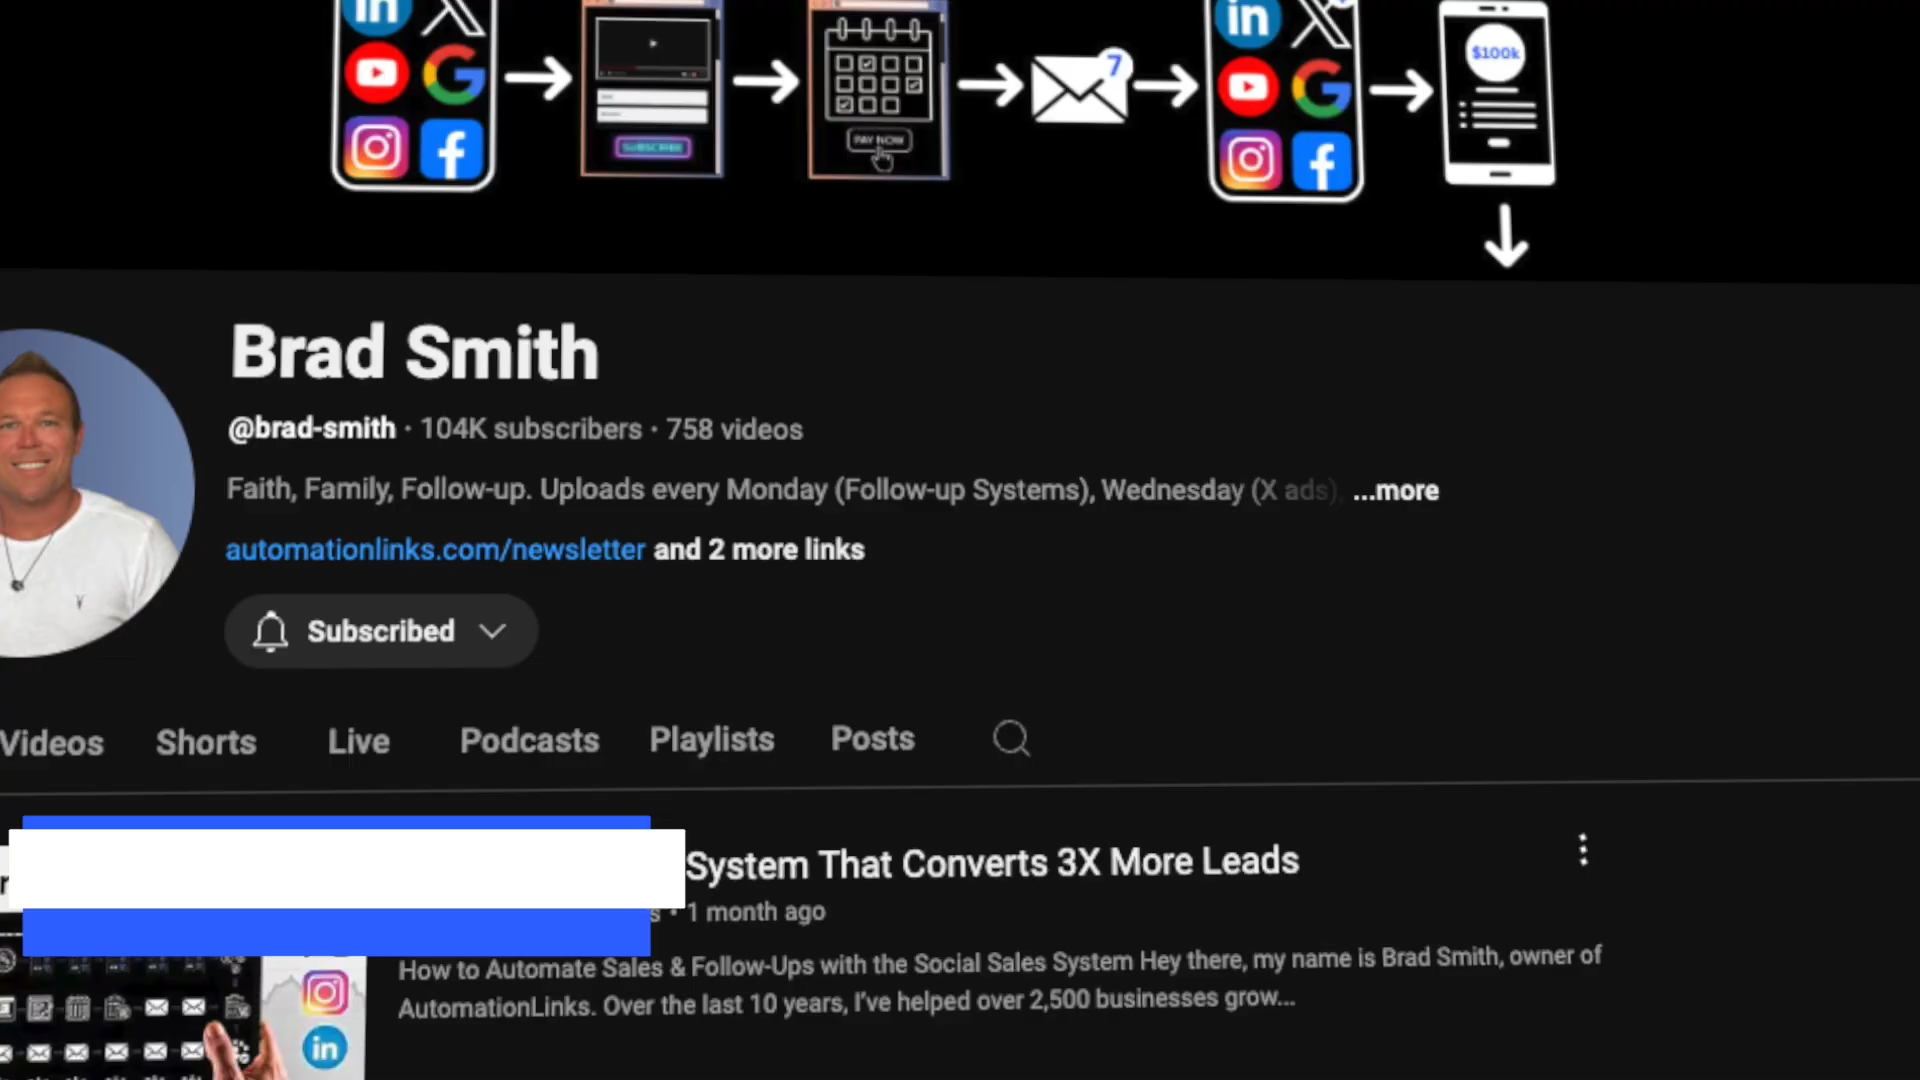 $100k
7
SUBSCRIBE
PAY NOW
Brad Smith
@brad-smith · 104K subscribers · 758 videos
Faith, Family, Follow-up. Uploads every Monday (Follow-up Systems), Wednesday (X ads), ...more
automationlinks.com/newsletter and 2 more links
Subscribed
Videos Shorts Live Podcasts Playlists Posts
System That Converts 3X More Leads
• 1 month ago
How to Automate Sales & Follow-Ups with the Social Sales System Hey there, my name is Brad Smith, owner of
AutomationLinks. Over the last 10 years, I've helped over 2,500 businesses grow...